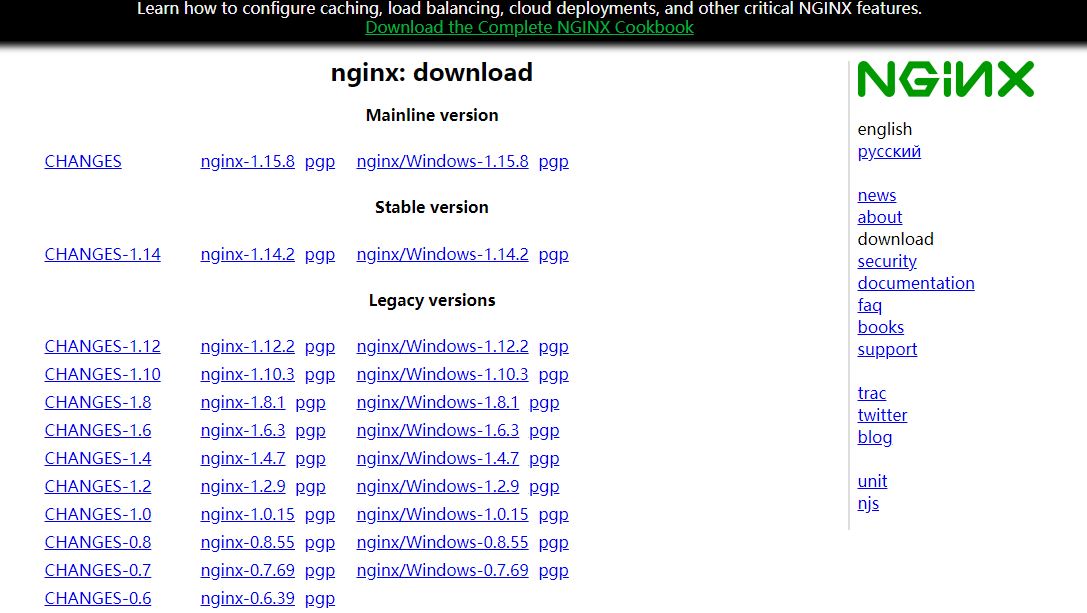 Learn how to configure caching, load balancing, cloud deployments, and other critical NGINX features.
Download the Complete NGINX Cookbook
nginx: download
Mainline version
CHANGES nginx-1.15.8 pgp nginx/Windows-1.15.8 pgp
Stable version
CHANGES-1.14 nginx-1.14.2 pgp nginx/Windows-1.14.2 pgp
Legacy versions
CHANGES-1.12 nginx-1.12.2 pgp nginx/Windows-1.12.2 pgp
CHANGES-1.10 nginx-1.10.3 pgp nginx/Windows-1.10.3 pgp
CHANGES-1.8 nginx-1.8.1 pgp nginx/Windows-1.8.1 pgp
CHANGES-1.6 nginx-1.6.3 pgp nginx/Windows-1.6.3 pgp
CHANGES-1.4 nginx-1.4.7 pgp nginx/Windows-1.4.7 pgp
CHANGES-1.2 nginx-1.2.9 pgp nginx/Windows-1.2.9 pgp
CHANGES-1.0 nginx-1.0.15 pgp nginx/Windows-1.0.15 pgp
CHANGES-0.8 nginx-0.8.55 pgp nginx/Windows-0.8.55 pgp
CHANGES-0.7 nginx-0.7.69 pgp nginx/Windows-0.7.69 pgp
CHANGES-0.6 nginx-0.6.39 pgp
NGINX
english
русский
news
about
download
security
documentation
faq
books
support
trac
twitter
blog
unit
njs